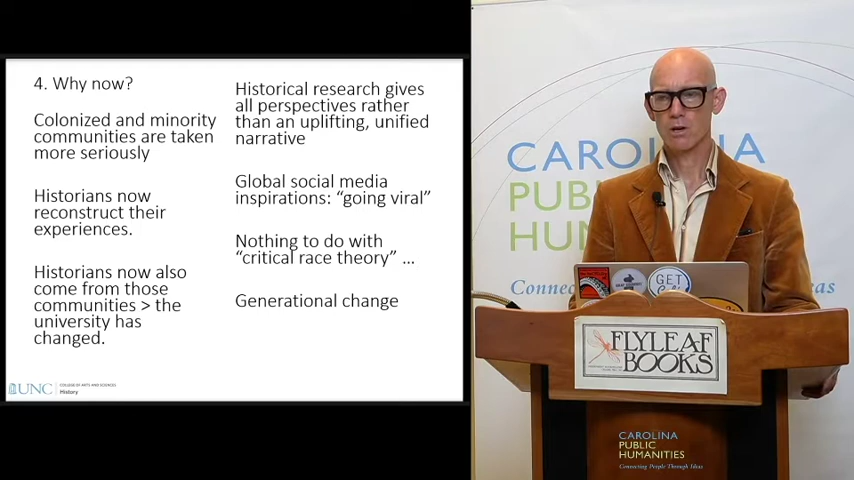 4. Why now?
Colonized and minority
communities are taken
more seriously
Historians now
reconstruct their
experiences.
Historians now also
come from those
communities > the
university has
changed.
Historical research gives
all perspectives rather
than an uplifting, unified
narrative
Global social media
inspirations: “going viral”
Nothing to do with
“critical race theory” ...
Generational change
UNC
COLLEGE OF ARTS AND SCIENCES
History
CAROLINA
PUB
HUM
Connec
GET
FLYLEAF
BOOKS
CAROLINA
PUBLIC
HUMANITIES
Connecting People Through Ideas